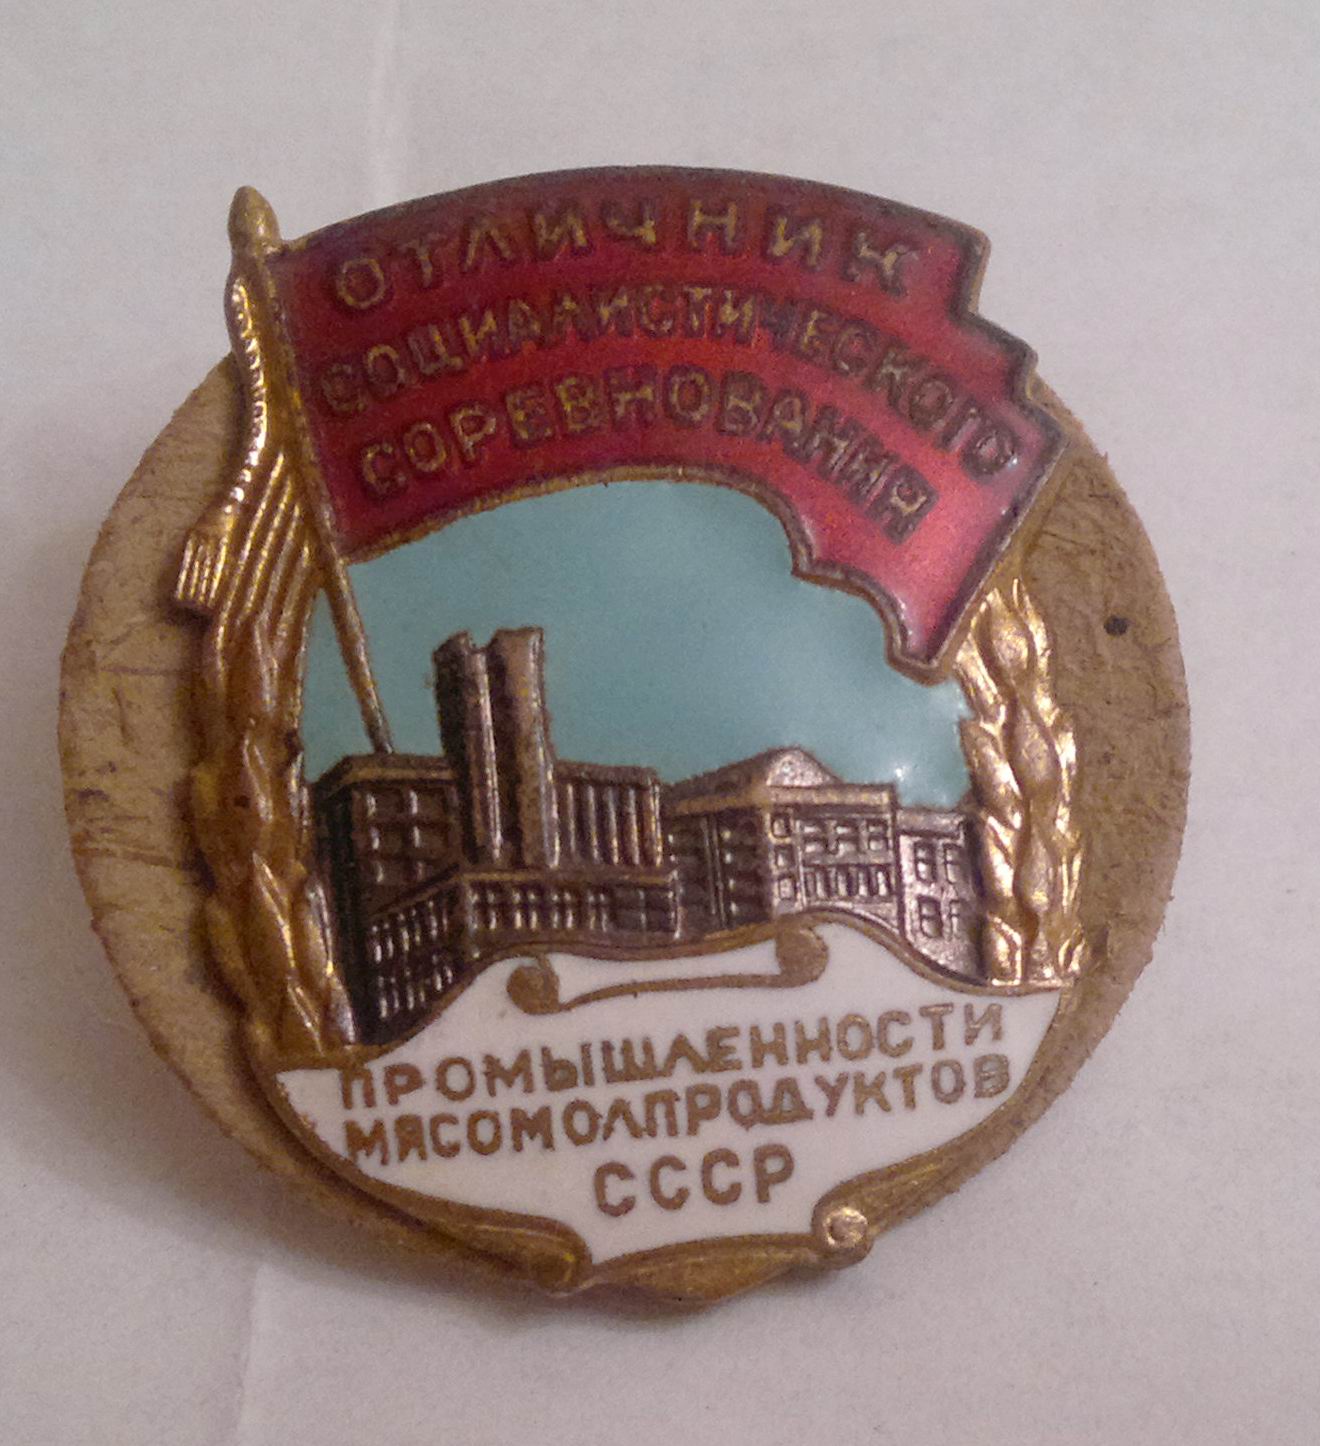 ОТЛИЧНИК
СОЦИАЛИСТИЧЕСКОГО
СОРЕВНОВАНИЯ
ПРОМЫШЛЕННОСТИ
МЯСОМОЛПРОДУКТОВ
СССР